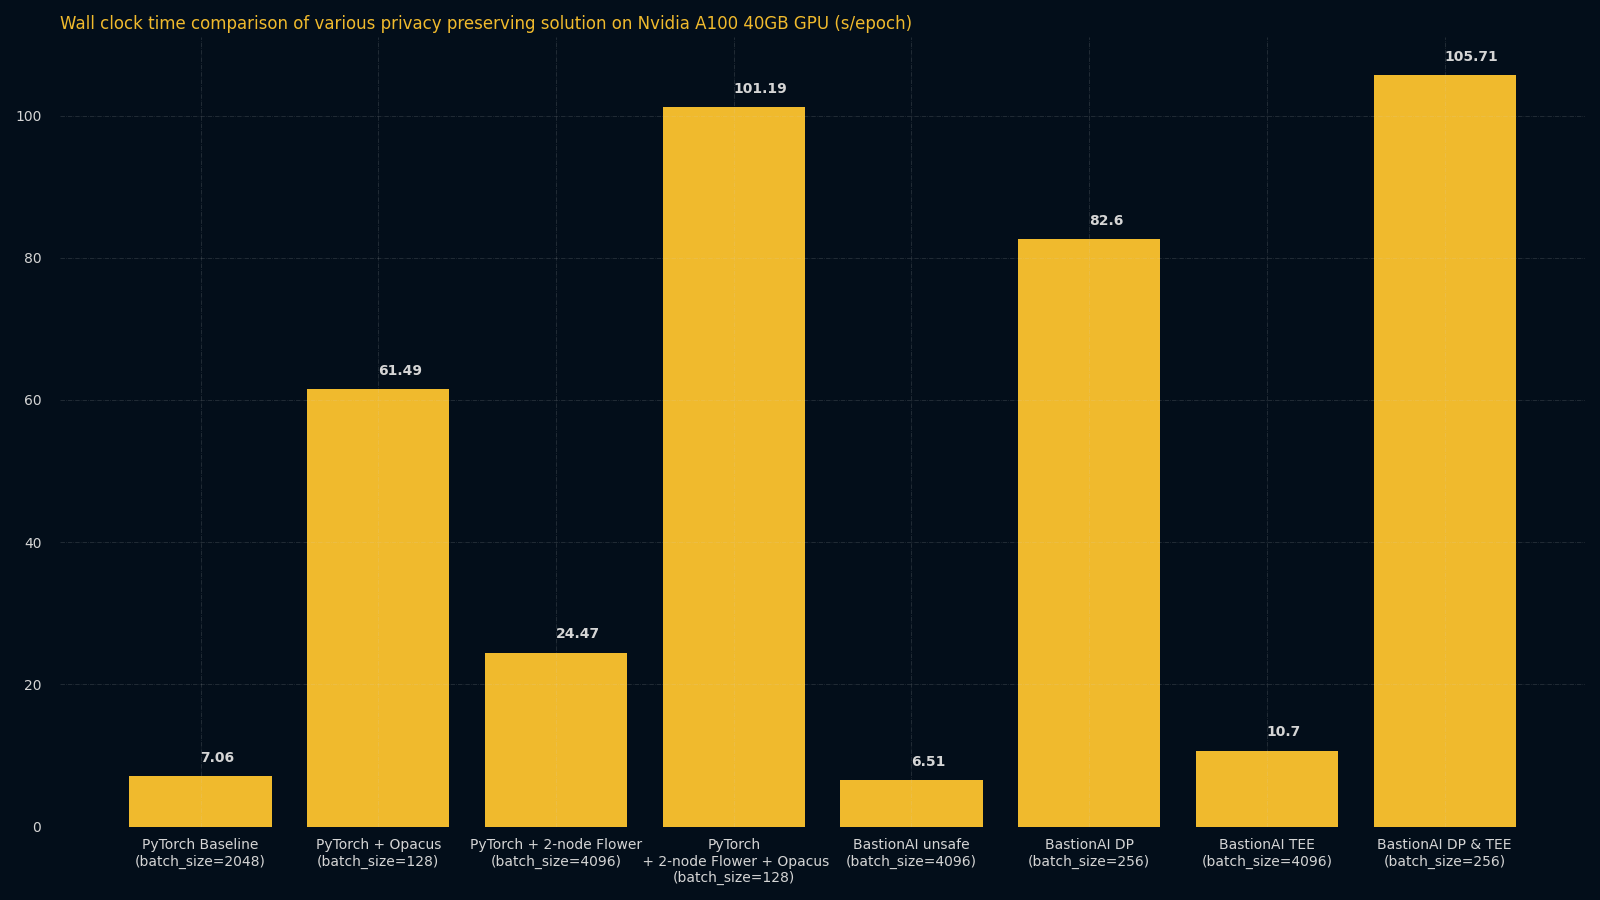 Wall clock time comparison of various privacy preserving solution on Nvidia A100 40GB GPU (s/epoch)
100
80
60
40
20
0
7.06
61.49
24.47
101.19
6.51
82.6
10.7
105.71
PyTorch Baseline
(batch_size=2048)
PyTorch + Opacus
(batch_size=128)
PyTorch + 2-node Flower
(batch_size=4096)
PyTorch
+ 2-node Flower + Opacus
(batch_size=128)
BastionAI unsafe
(batch_size=4096)
BastionAI DP
(batch_size=256)
BastionAI TEE
(batch_size=4096)
BastionAI DP & TEE
(batch_size=256)